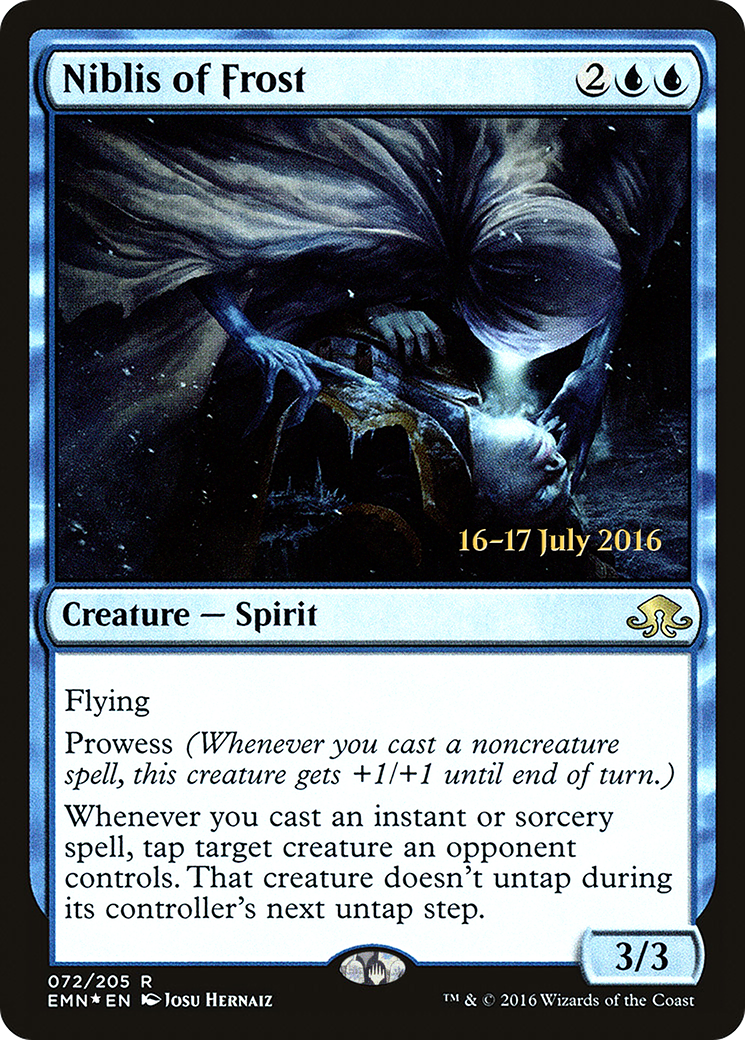 Niblis of Frost 2
16–17 July 2016
Creature — Spirit
Flying
Prowess (Whenever you cast a noncreature
spell, this creature gets +1/+1 until end of turn.)
Whenever you cast an instant or sorcery
spell, tap target creature an opponent
controls. That creature doesn't untap during
its controller's next untap step.
3/3
072/205 R
EMN★EN Josu Hernaiz
™ & © 2016 Wizards of the Coast